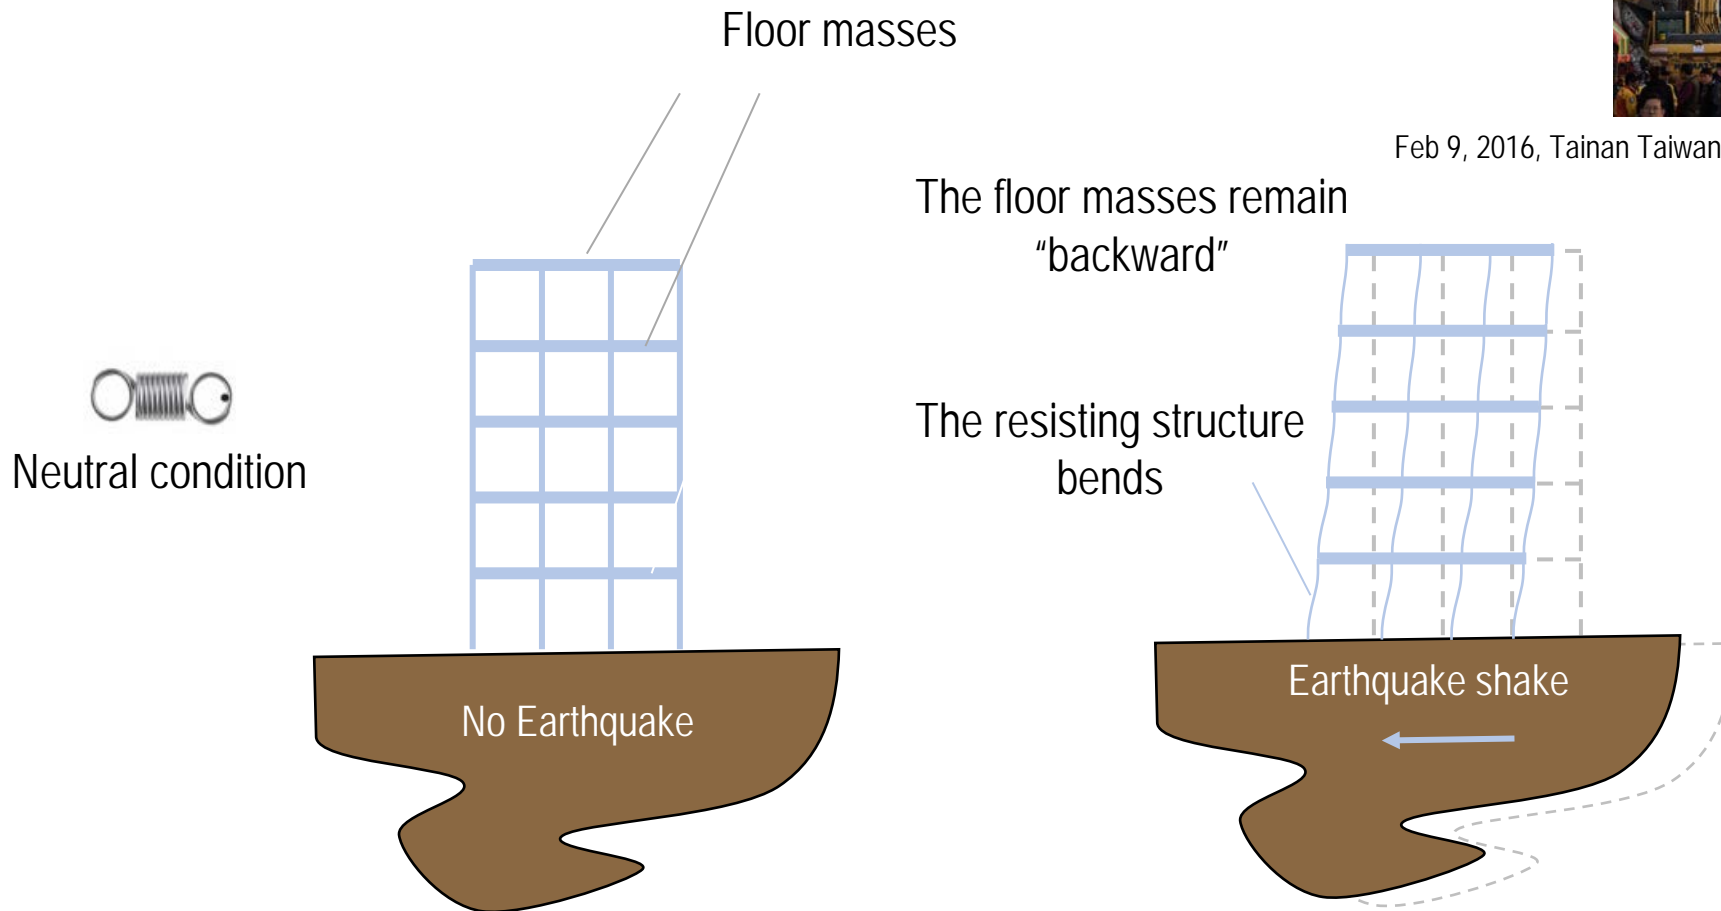 Floor masses
Feb 9, 2016, Tainan Taiwan
The floor masses remain
“backward”
The resisting structure
bends
Neutral condition
No Earthquake
Earthquake shake